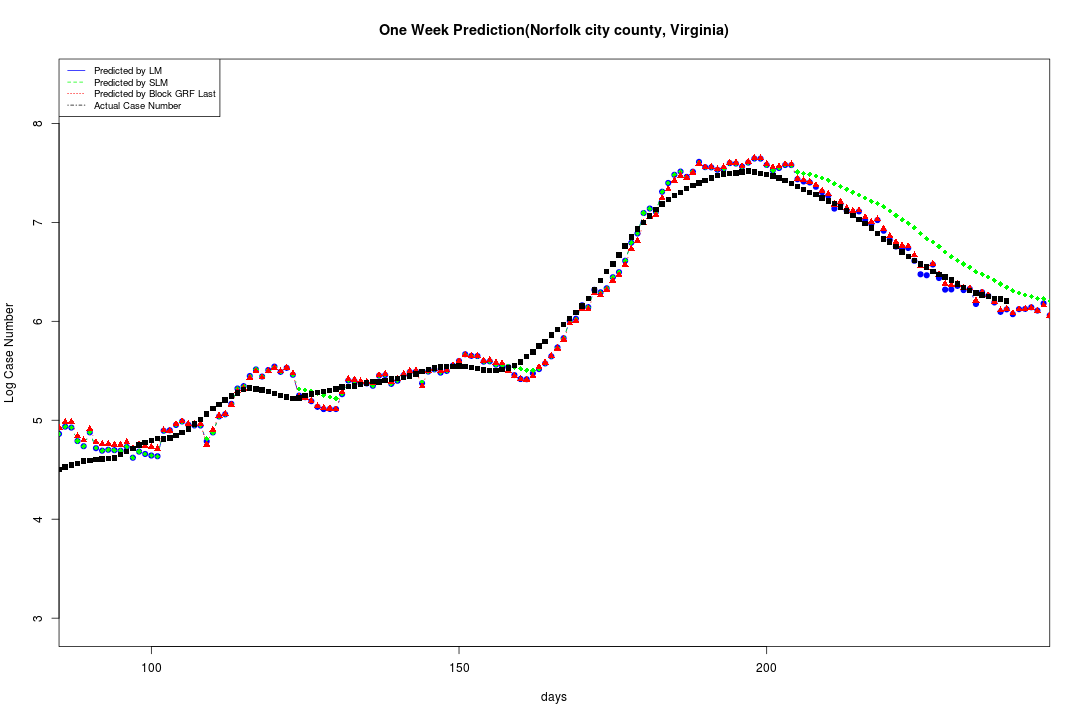 One Week Prediction(Norfolk city county, Virginia)
Predicted by LM
Predicted by SLM
Predicted by Block GRF Last
Actual Case Number
8
7
6
5
4
3
Log Case Number
100
150
200
days